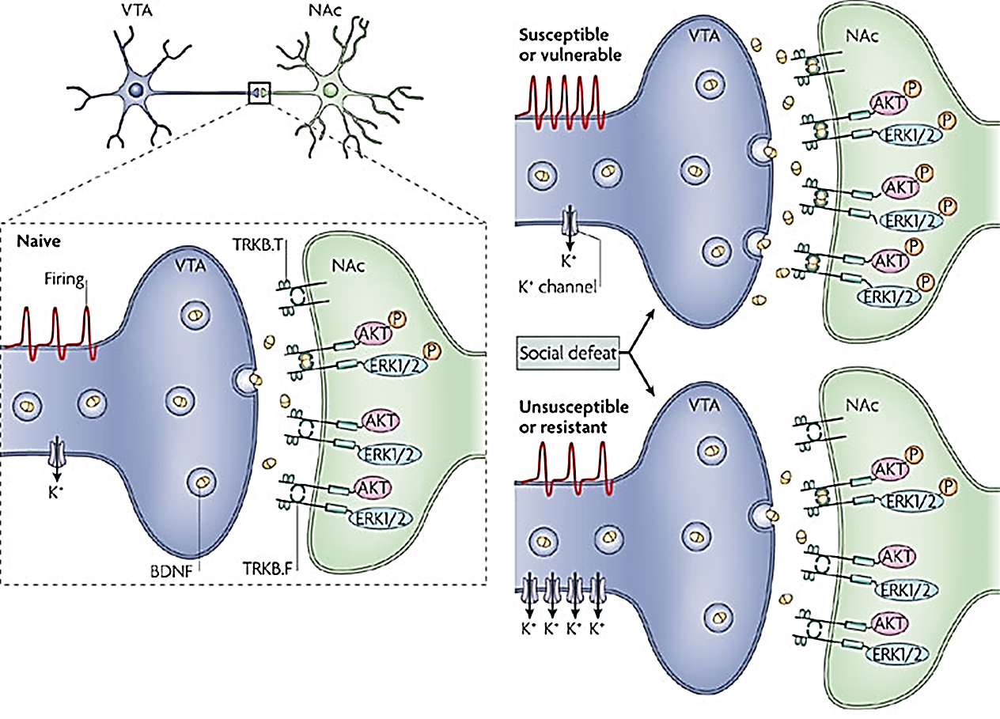 VTA
NAc
Naive
Firing
VTA
TRKB.T
NAc
AKT
P
ERK1/2
P
AKT
ERK1/2
AKT
ERK1/2
K⁺
BDNF
TRKB.F
Susceptible
or vulnerable
VTA
NAc
AKT
P
ERK1/2
P
AKT
P
ERK1/2
P
AKT
P
ERK1/2
P
K⁺
K⁺ channel
Social defeat
Unsusceptible
or resistant
VTA
NAc
AKT
P
ERK1/2
P
AKT
ERK1/2
AKT
ERK1/2
K⁺ K⁺ K⁺ K⁺